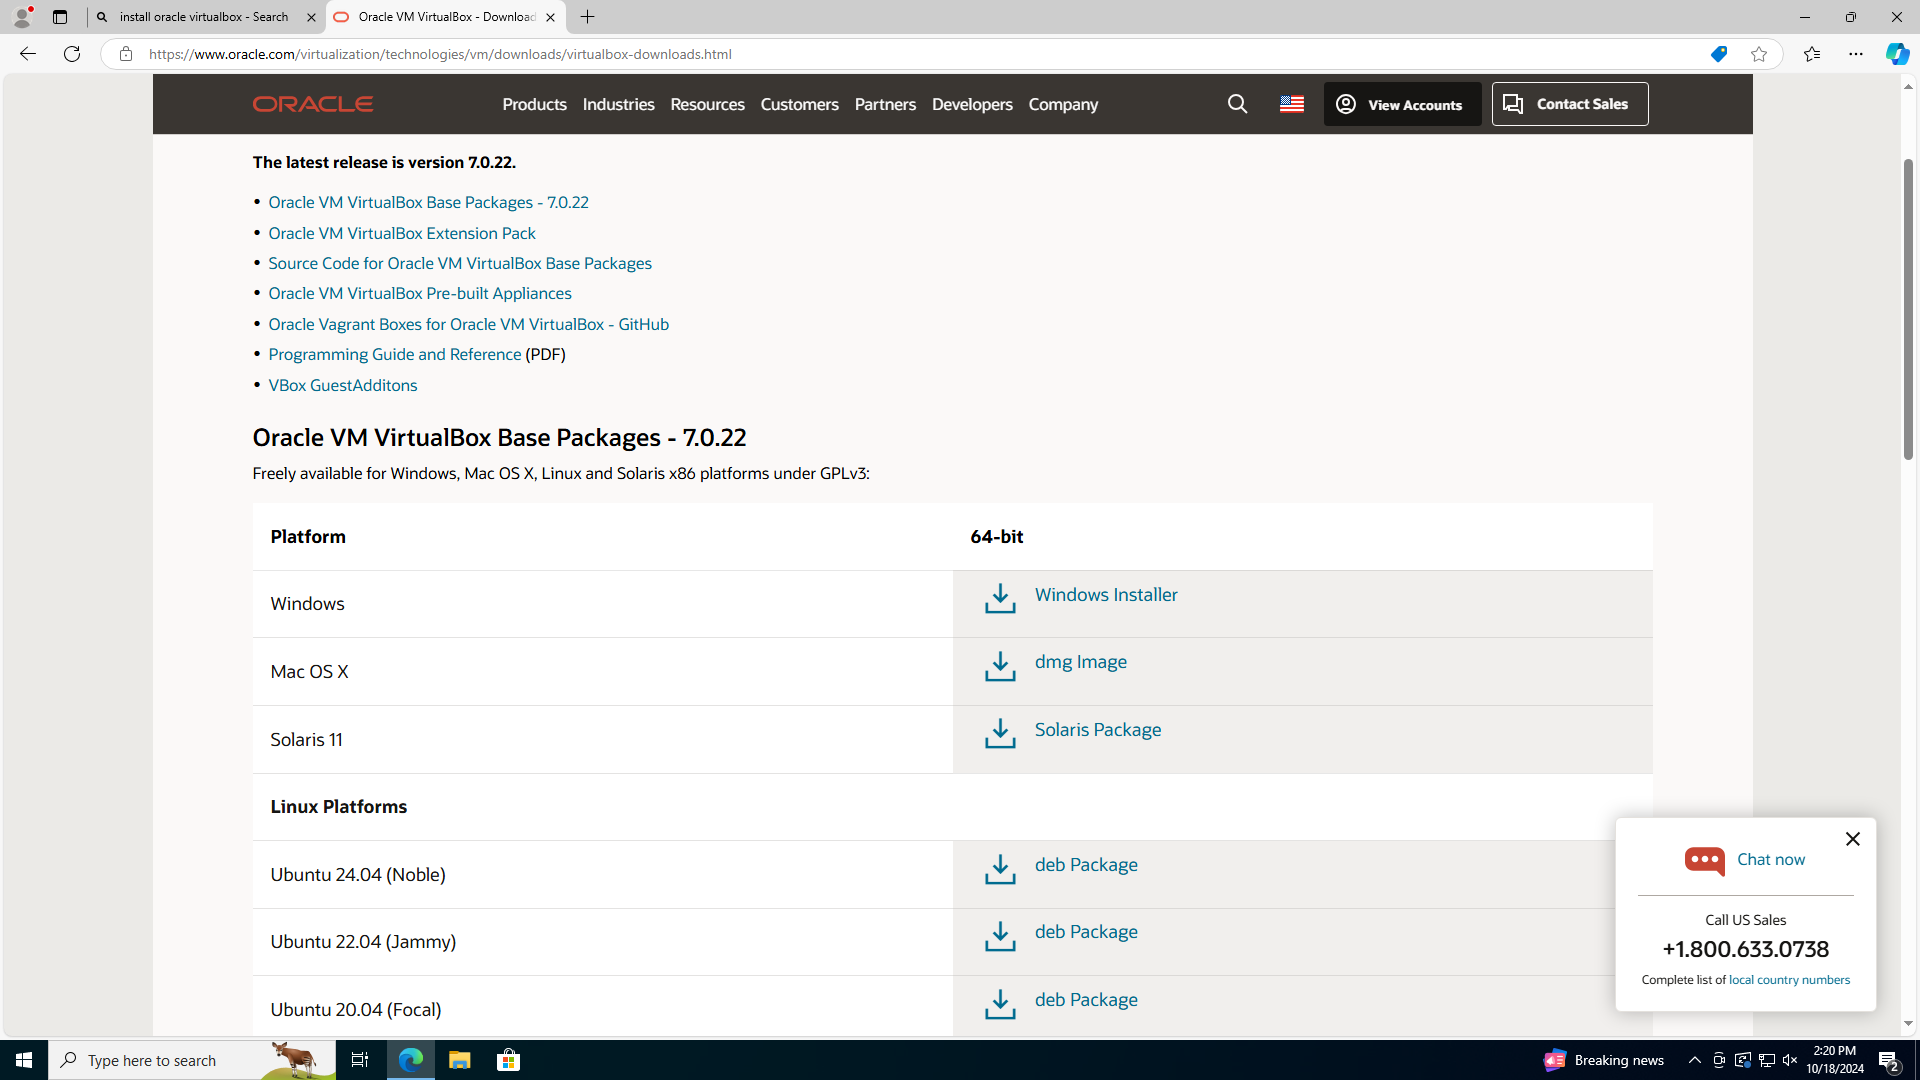 install oracle virtualbox - Search
Oracle VM VirtualBox - Download
https://www.oracle.com/virtualization/technologies/vm/downloads/virtualbox-downloads.html
ORACLE
Products
Industries
Resources
Customers
Partners
Developers
Company
View Accounts
Contact Sales
The latest release is version 7.0.22.
• Oracle VM VirtualBox Base Packages - 7.0.22
• Oracle VM VirtualBox Extension Pack
• Source Code for Oracle VM VirtualBox Base Packages
• Oracle VM VirtualBox Pre-built Appliances
• Oracle Vagrant Boxes for Oracle VM VirtualBox - GitHub
• Programming Guide and Reference (PDF)
• VBox GuestAdditons
Oracle VM VirtualBox Base Packages - 7.0.22
Freely available for Windows, Mac OS X, Linux and Solaris x86 platforms under GPLv3:
Platform
64-bit
Windows
Windows Installer
Mac OS X
dmg Image
Solaris 11
Solaris Package
Linux Platforms
Ubuntu 24.04 (Noble)
deb Package
Ubuntu 22.04 (Jammy)
deb Package
Ubuntu 20.04 (Focal)
deb Package
Chat now
Call US Sales
+1.800.633.0738
Complete list of local country numbers
Type here to search
Breaking news
2:20 PM
10/18/2024
2